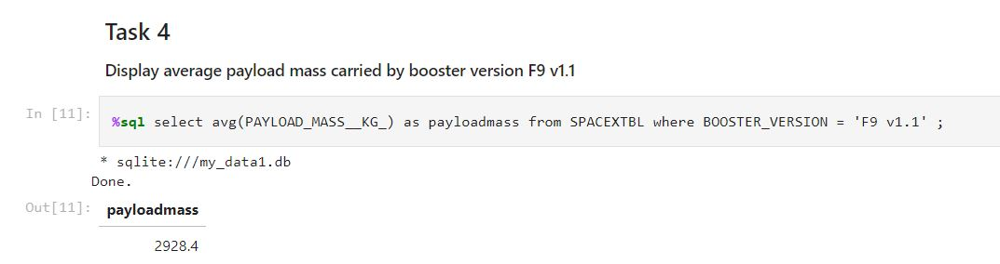 Task 4
Display average payload mass carried by booster version F9 v1.1
In [11]: %sql select avg(PAYLOAD_MASS__KG_) as payloadmass from SPACEXTBL where BOOSTER_VERSION = 'F9 v1.1' ;
* sqlite:///my_data1.db
Done.
Out[11]: payloadmass
2928.4